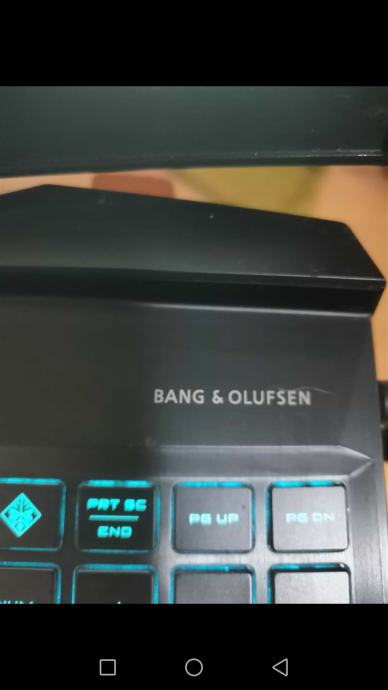 BANG & OLUFSEN
PRT SC
END
PG UP
PG DN